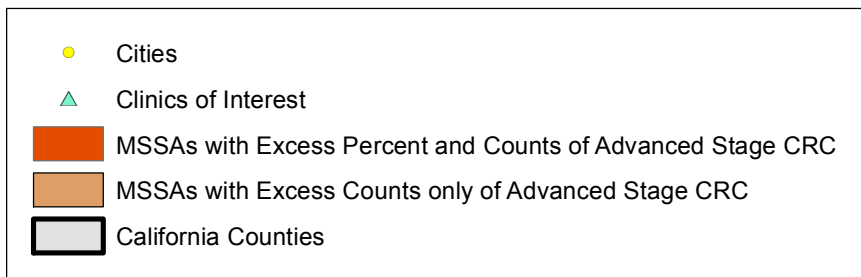 Cities
Clinics of Interest
MSSAs with Excess Percent and Counts of Advanced Stage CRC
MSSAs with Excess Counts only of Advanced Stage CRC
California Counties